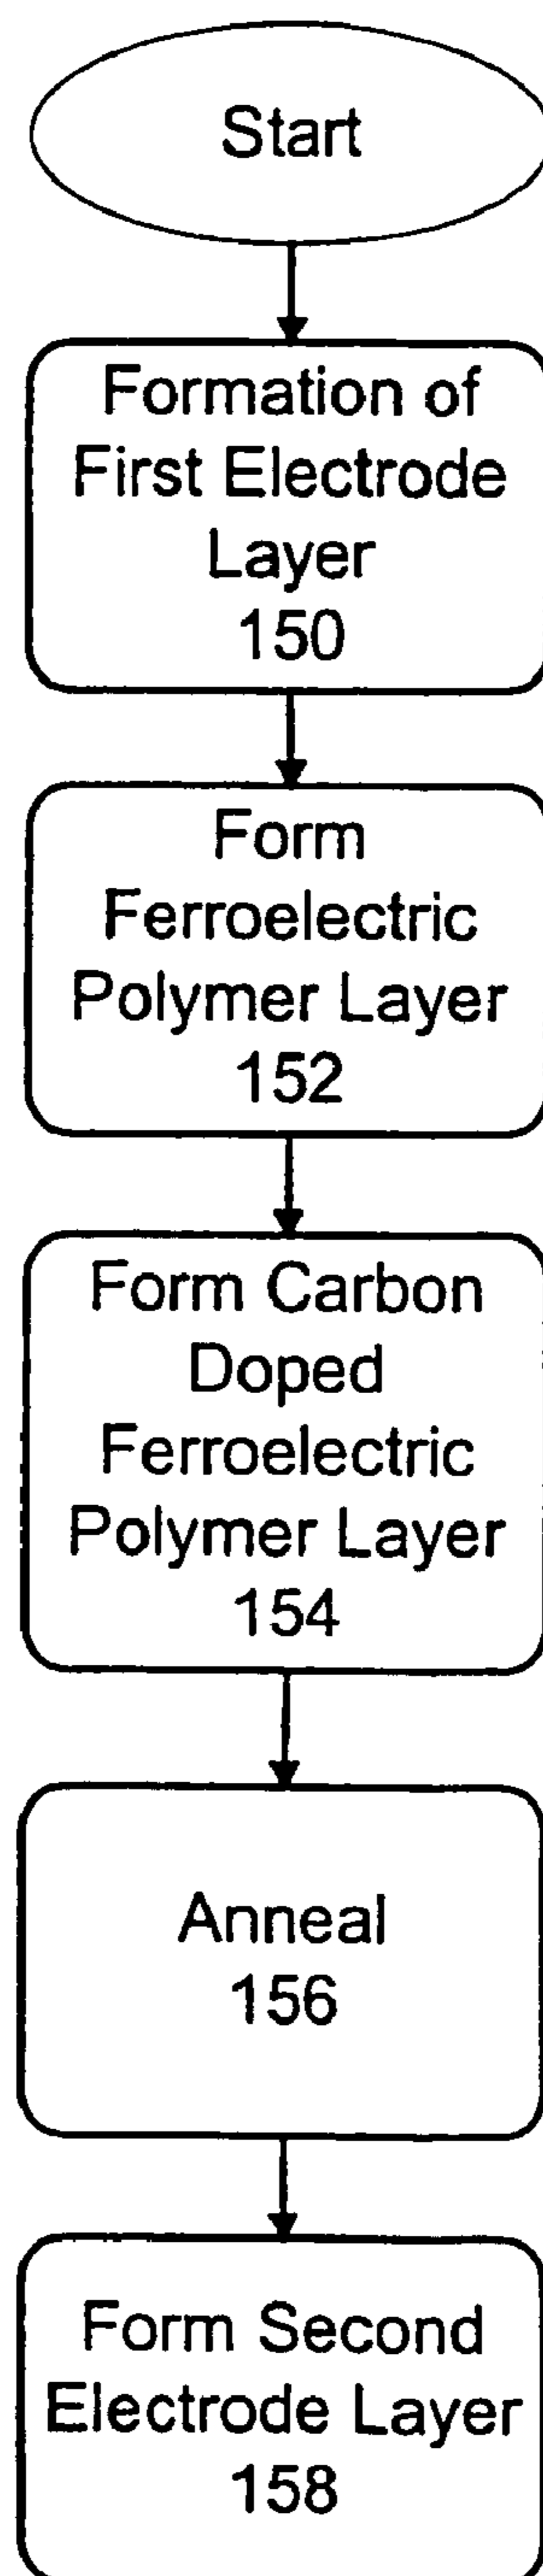 Start
Formation of
First Electrode
Layer
150
Form
Ferroelectric
Polymer Layer
152
Form Carbon
Doped
Ferroelectric
Polymer Layer
154
Anneal
156
Form Second
Electrode Layer
158